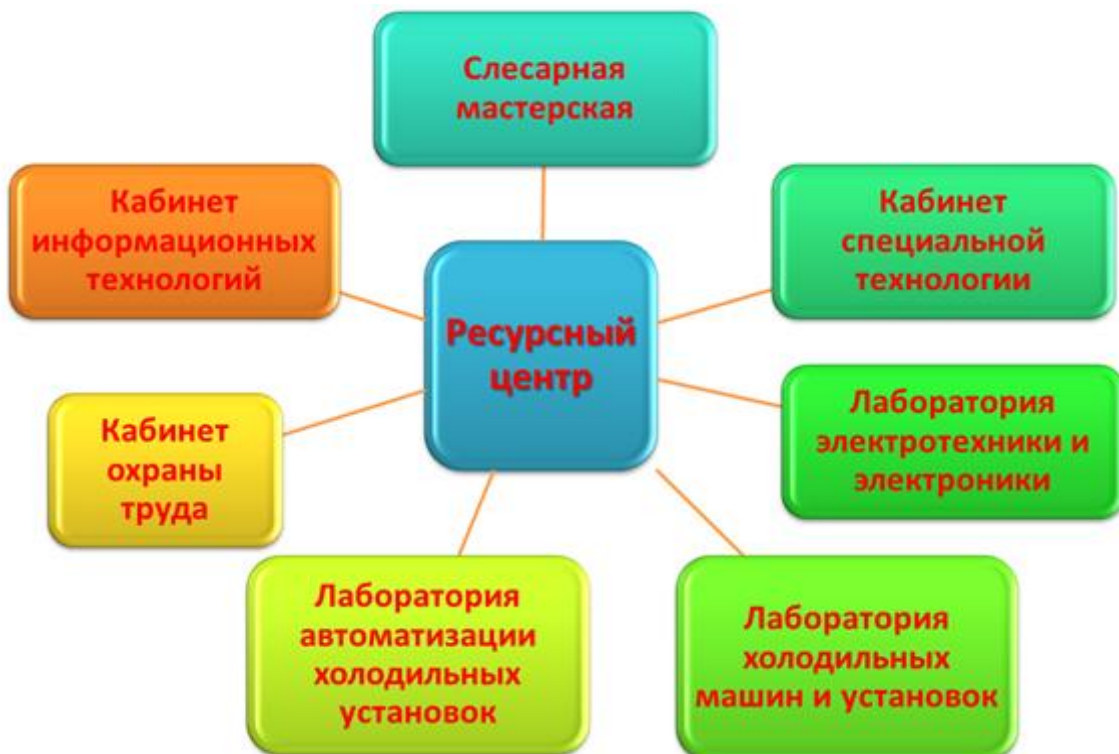 Слесарная
мастерская
Кабинет
информационных
технологий
Кабинет
специальной
технологии
Ресурсный
центр
Кабинет
охраны
труда
Лаборатория
электротехники и
электроники
Лаборатория
автоматизации
холодильных
установок
Лаборатория
холодильных
машин и установок